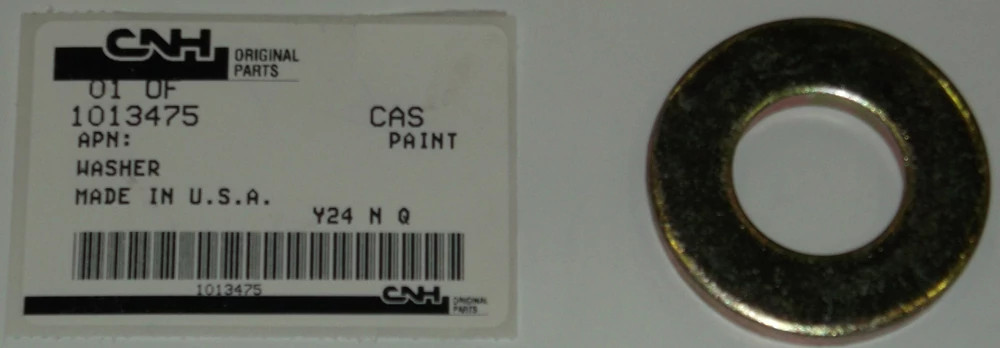 CNH ORIGINAL
PARTS
01 OF
1013475 CAS
APN: PAINT
WASHER
MADE IN U.S.A.
Y24 N Q
1013475
CNH ORIGINAL
PARTS